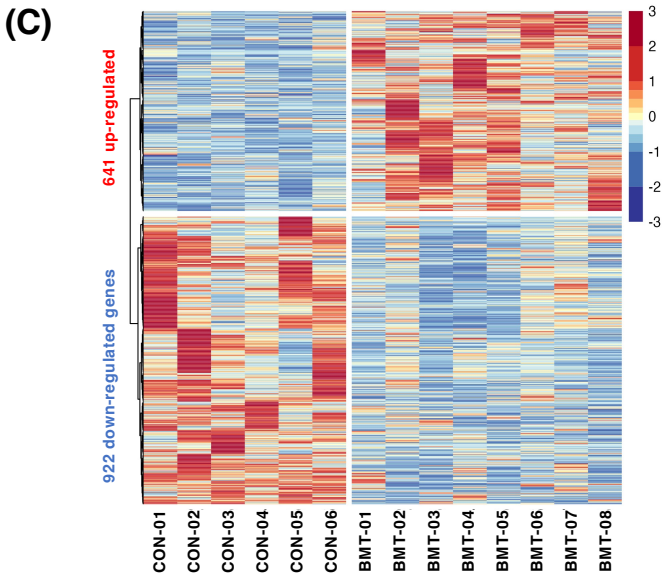 (C)
641 up-regulated
922 down-regulated genes
3
2
1
0
-1
-2
-3
CON-01
CON-02
CON-03
CON-04
CON-05
CON-06
BMT-01
BMT-02
BMT-03
BMT-04
BMT-05
BMT-06
BMT-07
BMT-08